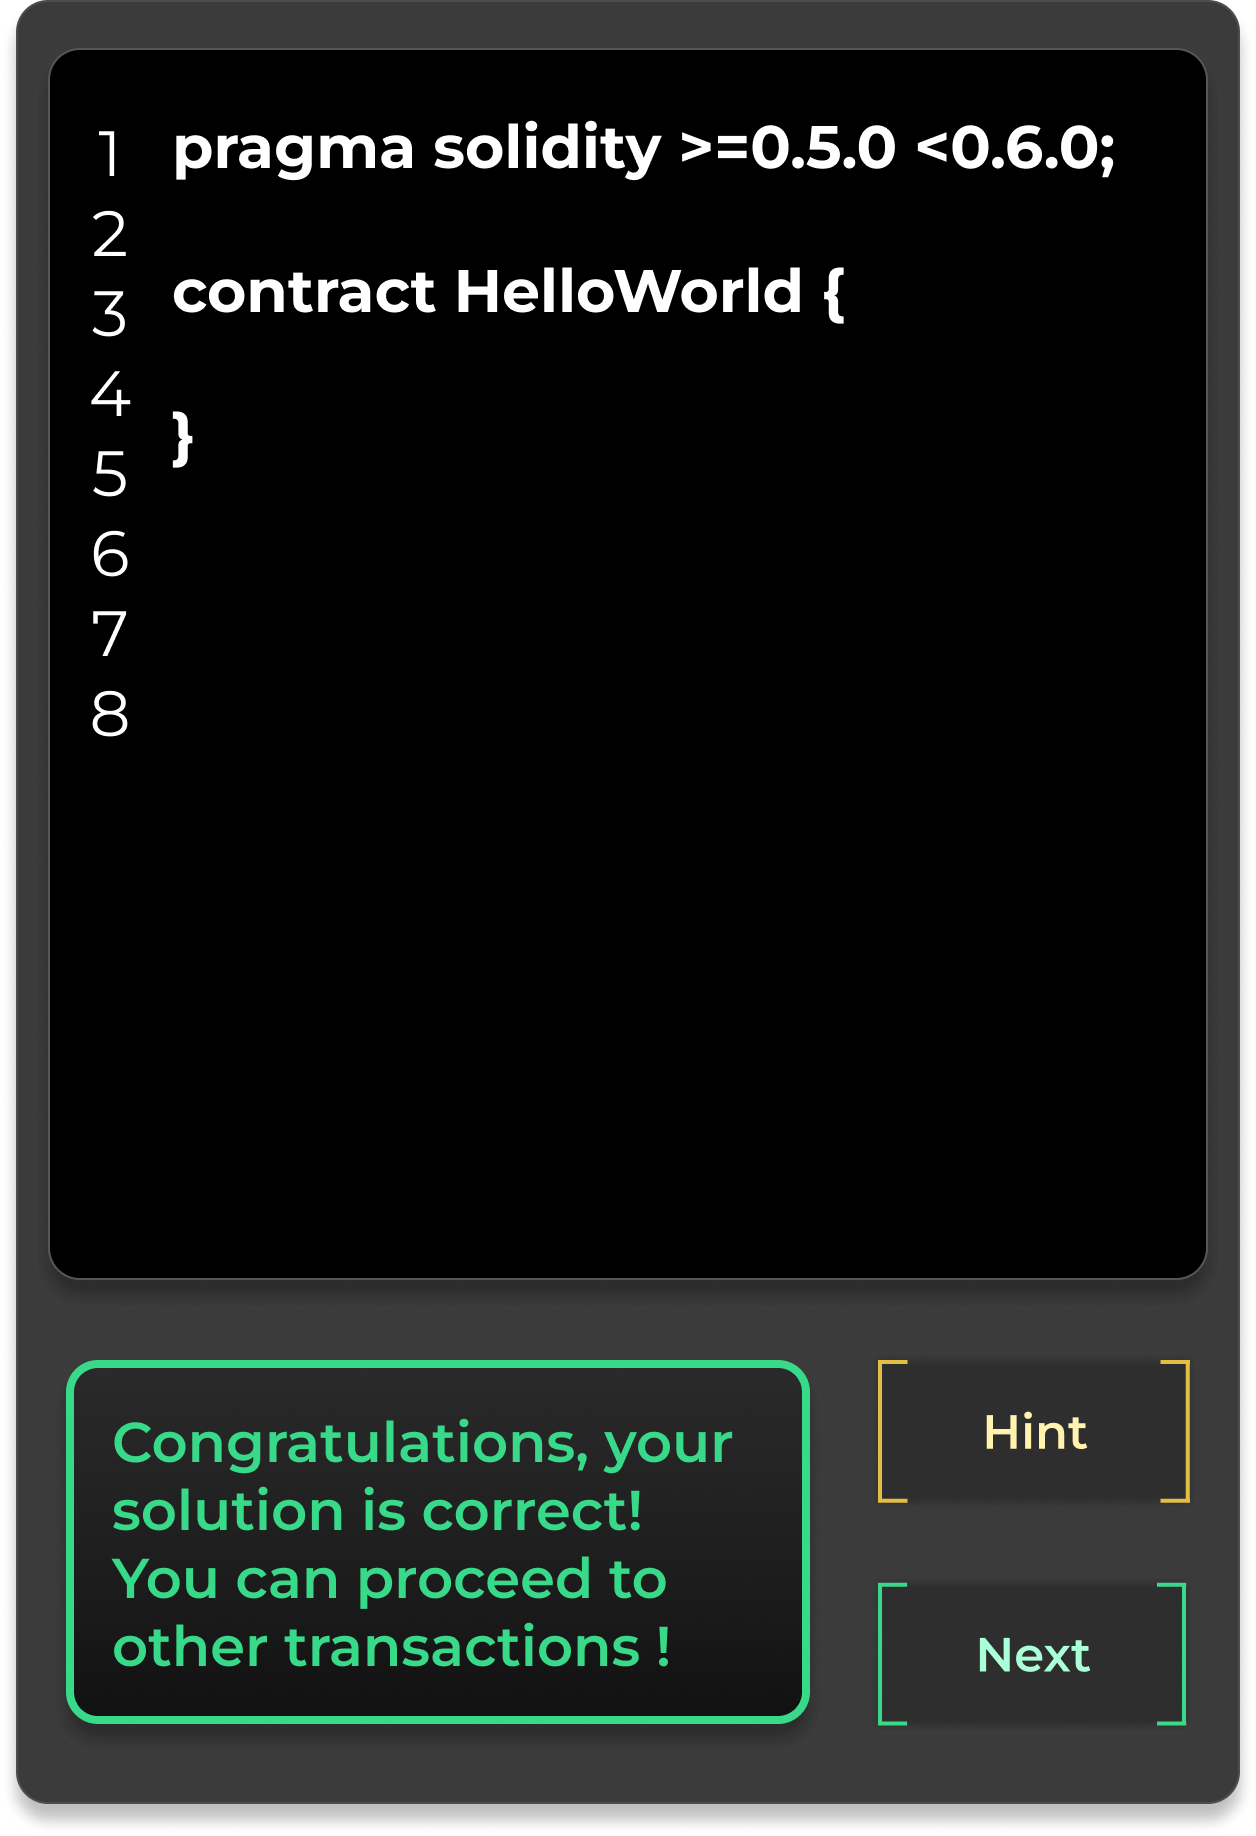 1 pragma solidity >=0.5.0 <0.6.0;
2
3 contract HelloWorld {
4
5 }
6
7
8
Congratulations, your
solution is correct!
You can proceed to
other transactions !
Hint
Next